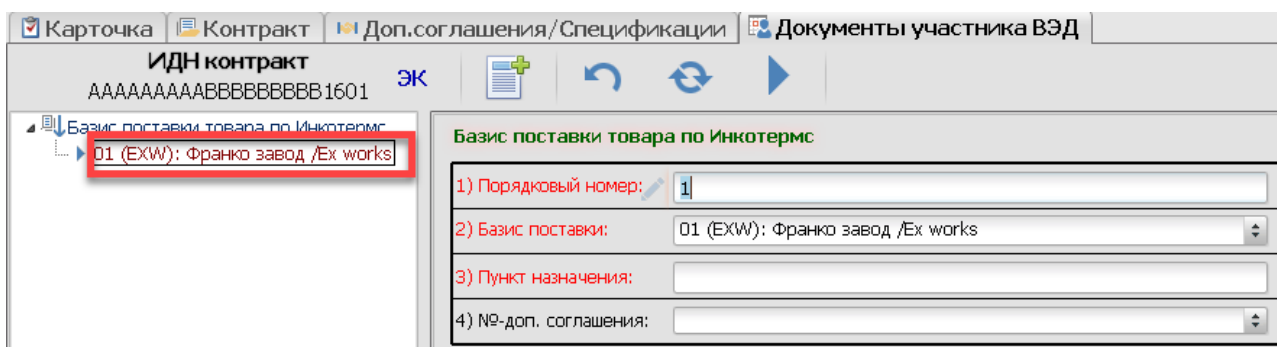 Карточка Контракт Доп.соглашения/Спецификации Документы участника ВЭД
ИДН контракт
ЭК
AAAAAAAAABBBBBBBBB1601
Базис поставки товара по Инкотермс
01 (EXW): Франко завод /Ex works
Базис поставки товара по Инкотермс
1) Порядковый номер: 1
2) Базис поставки: 01 (EXW): Франко завод /Ex works
3) Пункт назначения:
4) №-доп. соглашения: